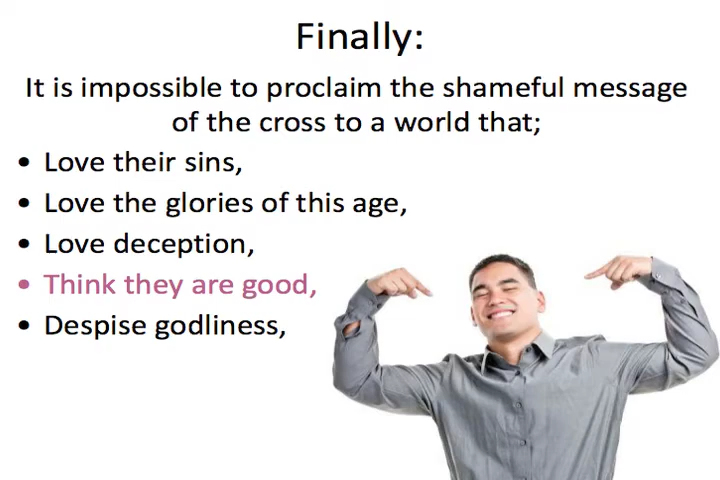 Finally:
It is impossible to proclaim the shameful message
of the cross to a world that;
• Love their sins,
• Love the glories of this age,
• Love deception,
• Think they are good,
• Despise godliness,